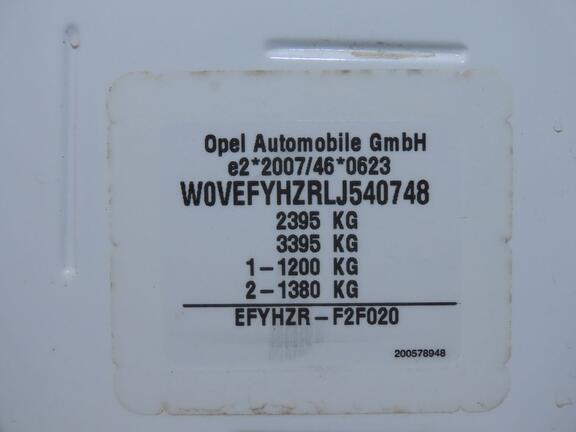 Opel Automobile GmbH
e2*2007/46*0623
W0VEFYHZRLJ540748
2395 KG
3395 KG
1-1200 KG
2-1380 KG
EFYHZR-F2F020
200578948